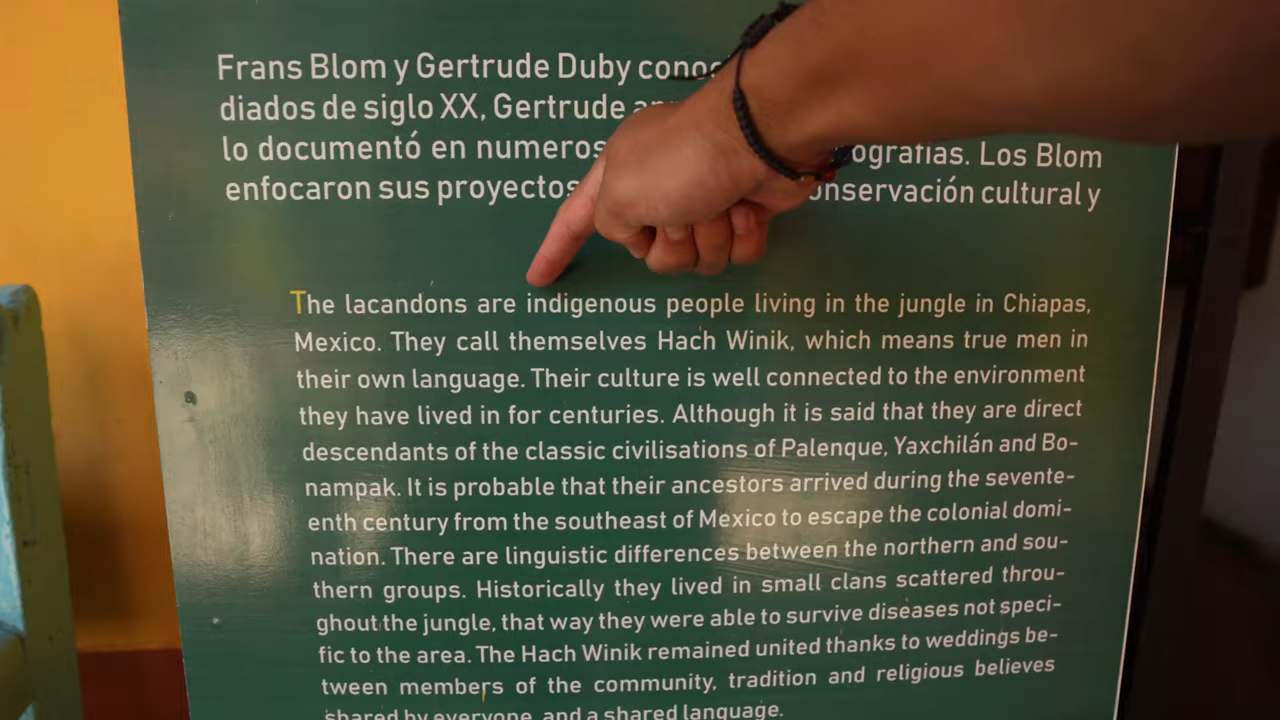 Frans Blom y Gertrude Duby
diados de siglo XX, Gertrude
lo documentó en ografías. Los Blom
enfocaron sus proyectos onservación cultural y
The lacandons are indigenous people living in the jungle in Chiapas,
Mexico. They call themselves Hach Winik, which means true men in
their own language. Their culture is well connected to the environment
they have lived in for centuries. Although it is said that they are direct
descendants of the classic civilisations of Palenque, Yaxchilán and Bo-
nampak. It is probable that their ancestors arrived during the sevente-
enth century from the southeast of Mexico to escape the colonial domi-
nation. There are linguistic differences between the northern and sou-
thern groups. Historically they lived in small clans scattered throu-
ghout the jungle, that way they were able to survive diseases not speci-
fic to the area. The Hach Winik remained united thanks to weddings be-
tween members of the community, tradition and religious believes
shared by everyone, and a shared language.